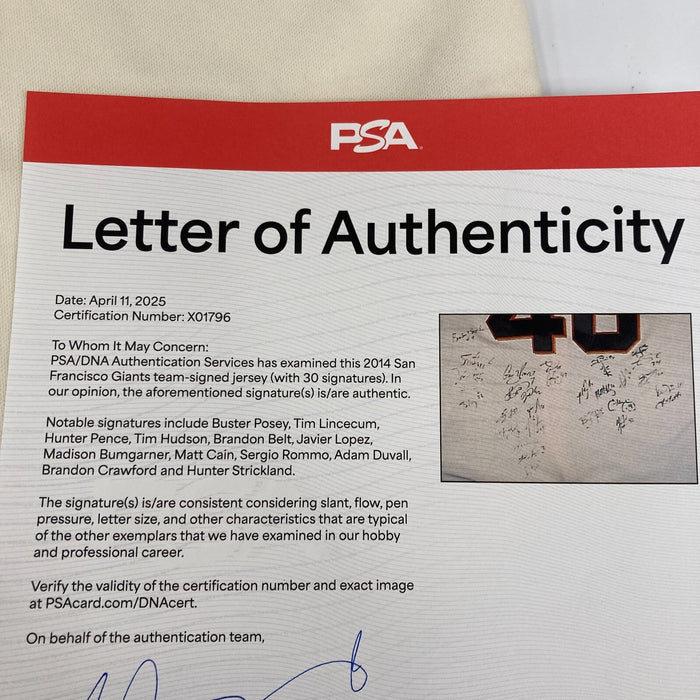 PSA
Letter of Authenticity
Date: April 11, 2025
Certification Number: X01796
To Whom It May Concern:
PSA/DNA Authentication Services has examined this 2014 San
Francisco Giants team-signed jersey (with 30 signatures). In
our opinion, the aforementioned signature(s) is/are authentic.
Notable signatures include Buster Posey, Tim Lincecum,
Hunter Pence, Tim Hudson, Brandon Belt, Javier Lopez,
Madison Bumgarner, Matt Cain, Sergio Rommo, Adam Duvall,
Brandon Crawford and Hunter Strickland.
The signature(s) is/are consistent considering slant, flow, pen
pressure, letter size, and other characteristics that are typical
of the other exemplars that we have examined in our hobby
and professional career.
Verify the validity of the certification number and exact image
at PSAcard.com/DNAcert.
On behalf of the authentication team,